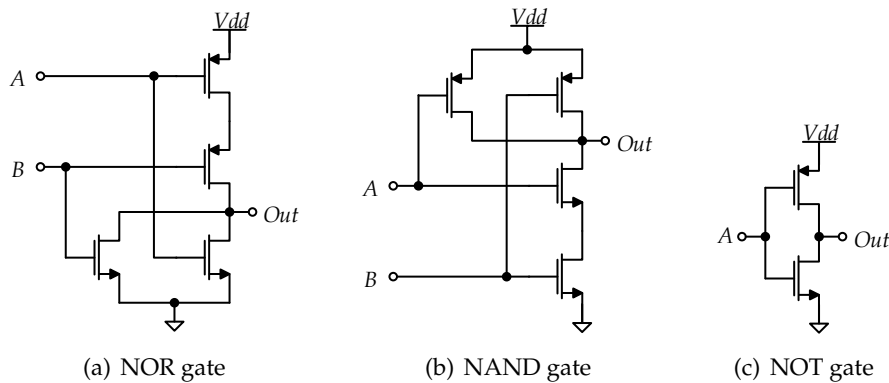 Vdd
A
B
Out
(a) NOR gate
Vdd
Out
A
B
(b) NAND gate
Vdd
A
Out
(c) NOT gate